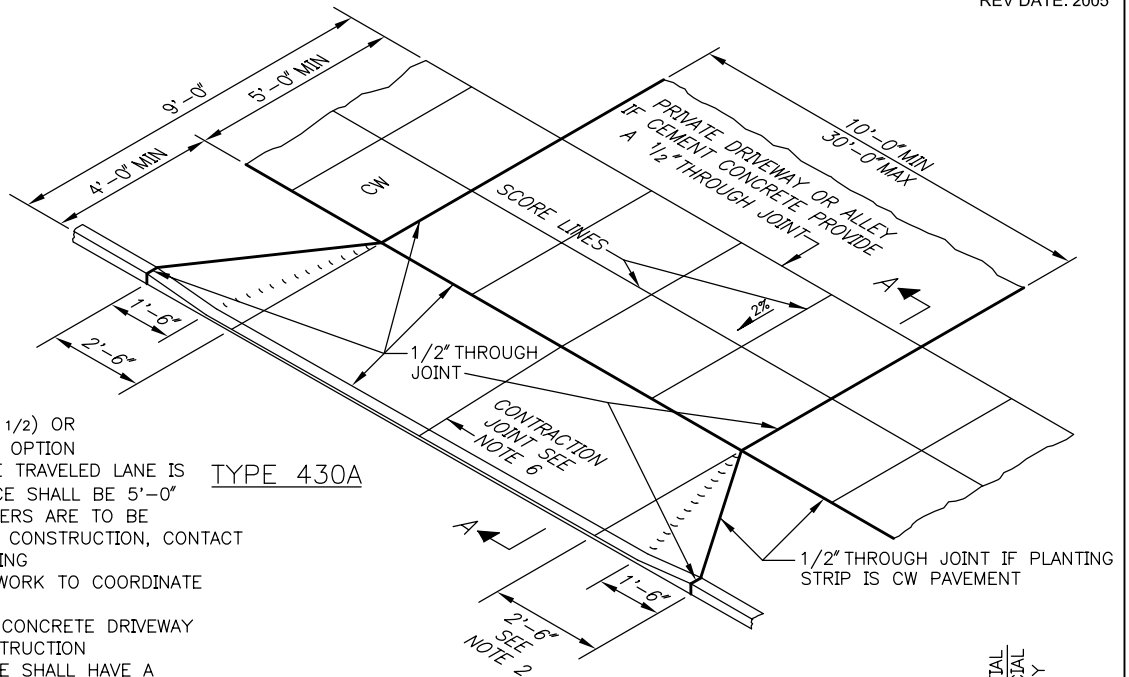 REV DATE: 2005
9'-0"
5'-0" MIN
4'-0" MIN
10'-0" MIN
30'-0" MAX
PRIVATE DRIVEWAY OR ALLEY
IF CEMENT CONCRETE PROVIDE
A 1/2" THROUGH JOINT
CW
SCORE LINES
A
2%
1'-6"
2'-6"
1/2" THROUGH
JOINT
CONTRACTION
JOINT SEE
NOTE 6
TYPE 430A
1/2) OR
OPTION
E TRAVELED LANE IS
CE SHALL BE 5'-0"
ERS ARE TO BE
CONSTRUCTION, CONTACT
ING
WORK TO COORDINATE
CONCRETE DRIVEWAY
STRUCTION
E SHALL HAVE A
A
1/2" THROUGH JOINT IF PLANTING
STRIP IS CW PAVEMENT
1'-6"
2'-6"
SEE
NOTE 2